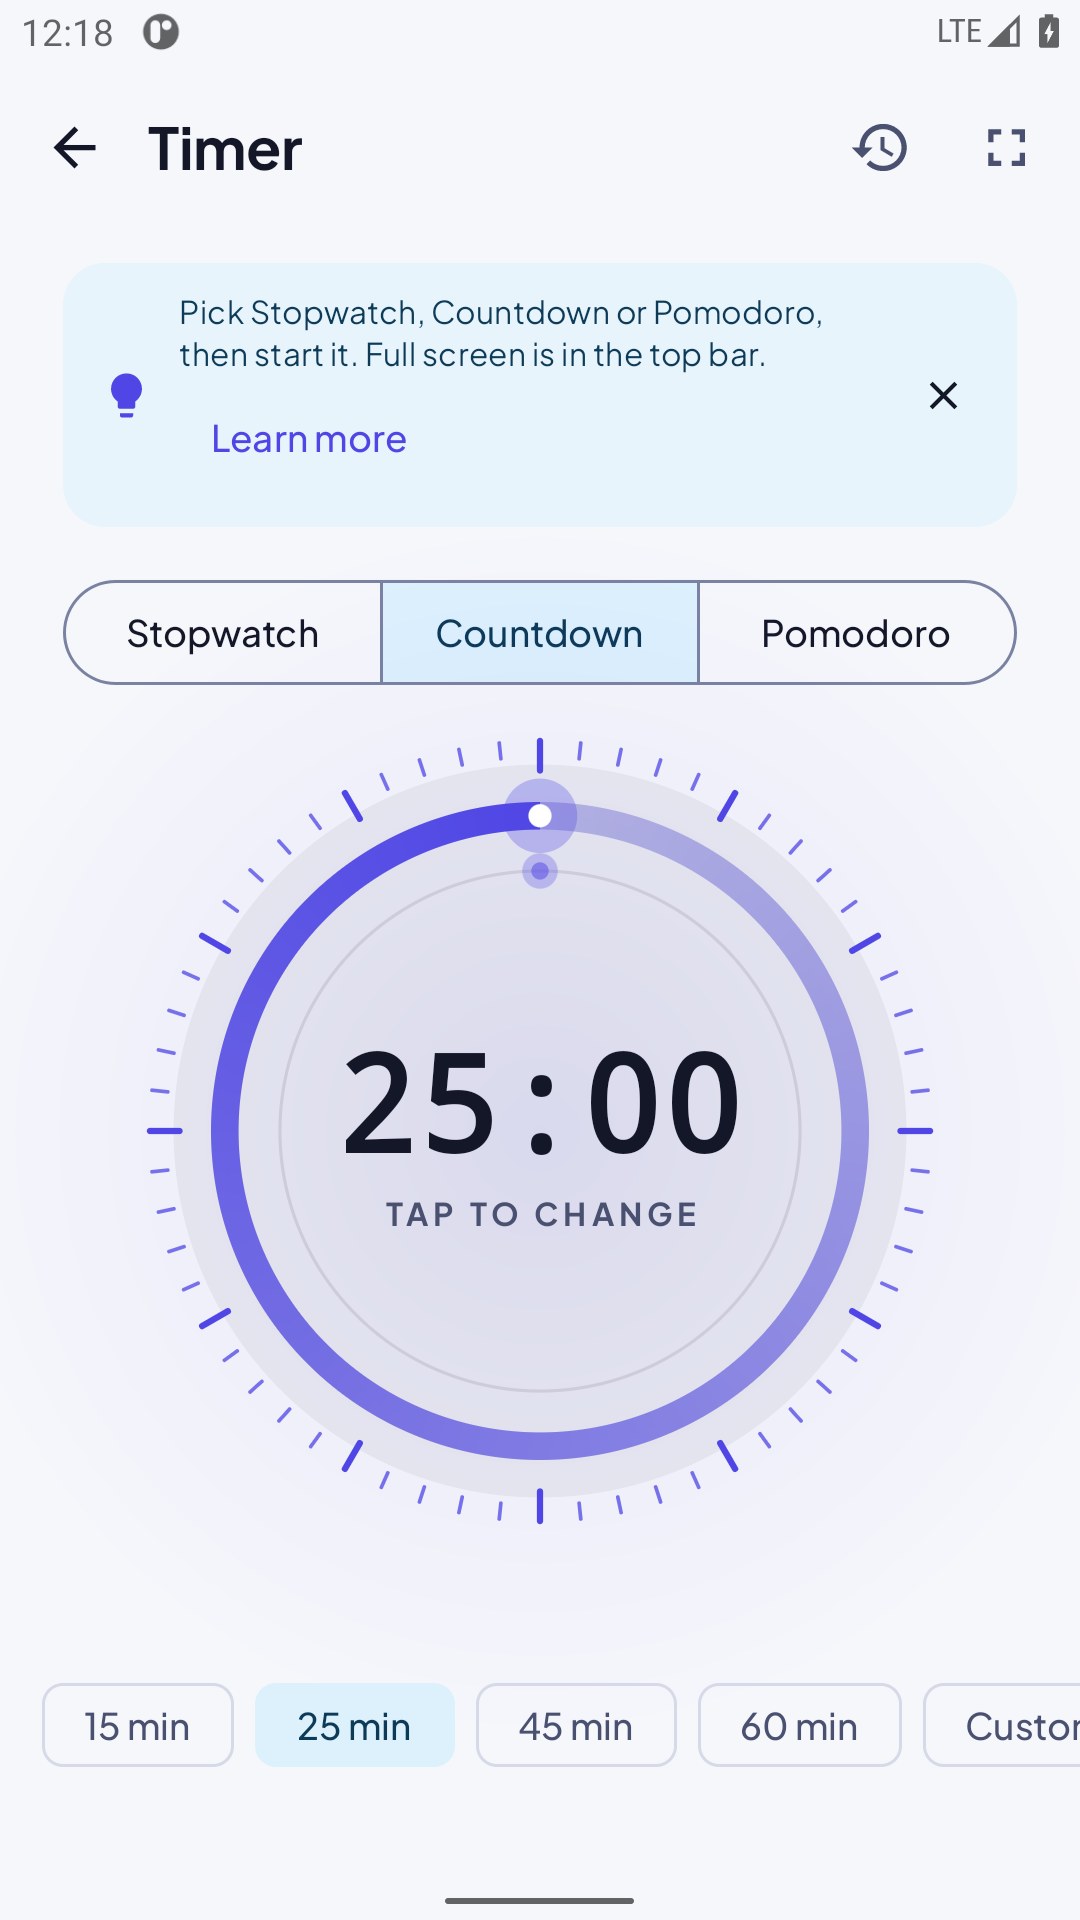 12:18
LTE
Timer
Pick Stopwatch, Countdown or Pomodoro,
then start it. Full screen is in the top bar.
Learn more
Stopwatch
Countdown
Pomodoro
25:00
TAP TO CHANGE
15 min
25 min
45 min
60 min